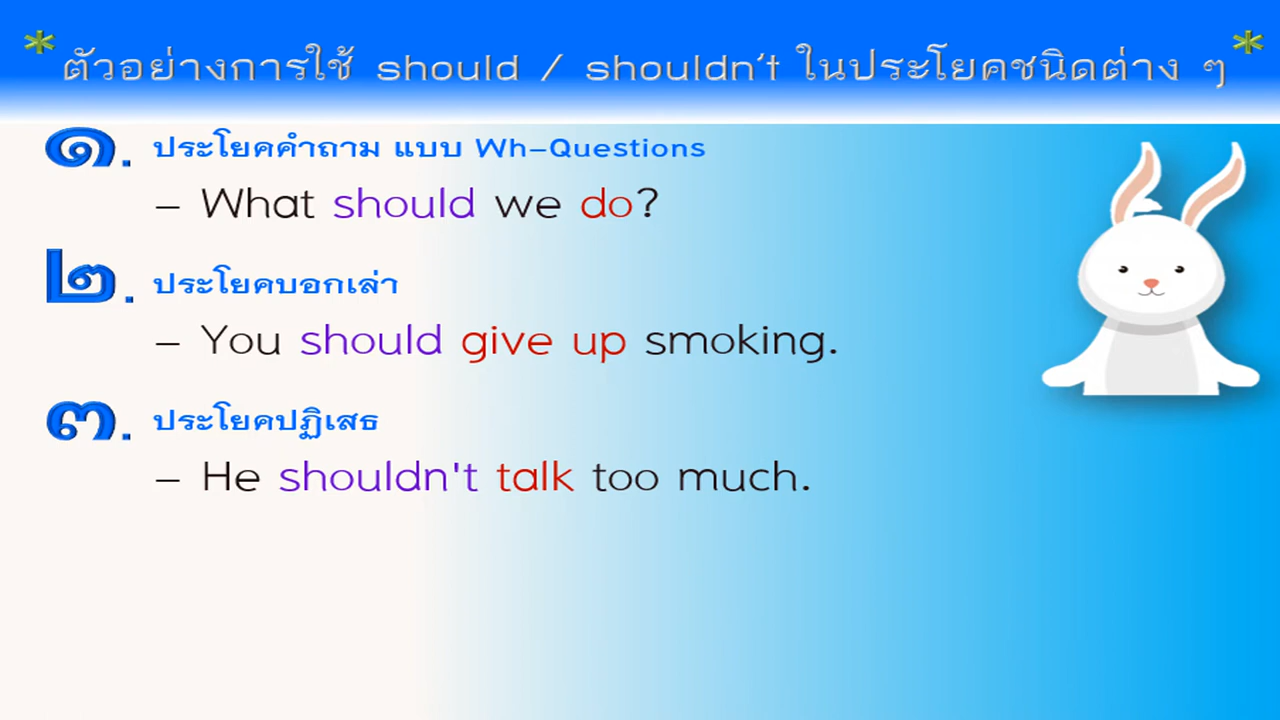 * ตัวอย่างการใช้ should / shouldn't ในประโยคชนิดต่าง ๆ *
๑. ประโยคคำถาม แบบ Wh-Questions
– What should we do?
๒. ประโยคบอกเล่า
– You should give up smoking.
๓. ประโยคปฏิเสธ
– He shouldn't talk too much.